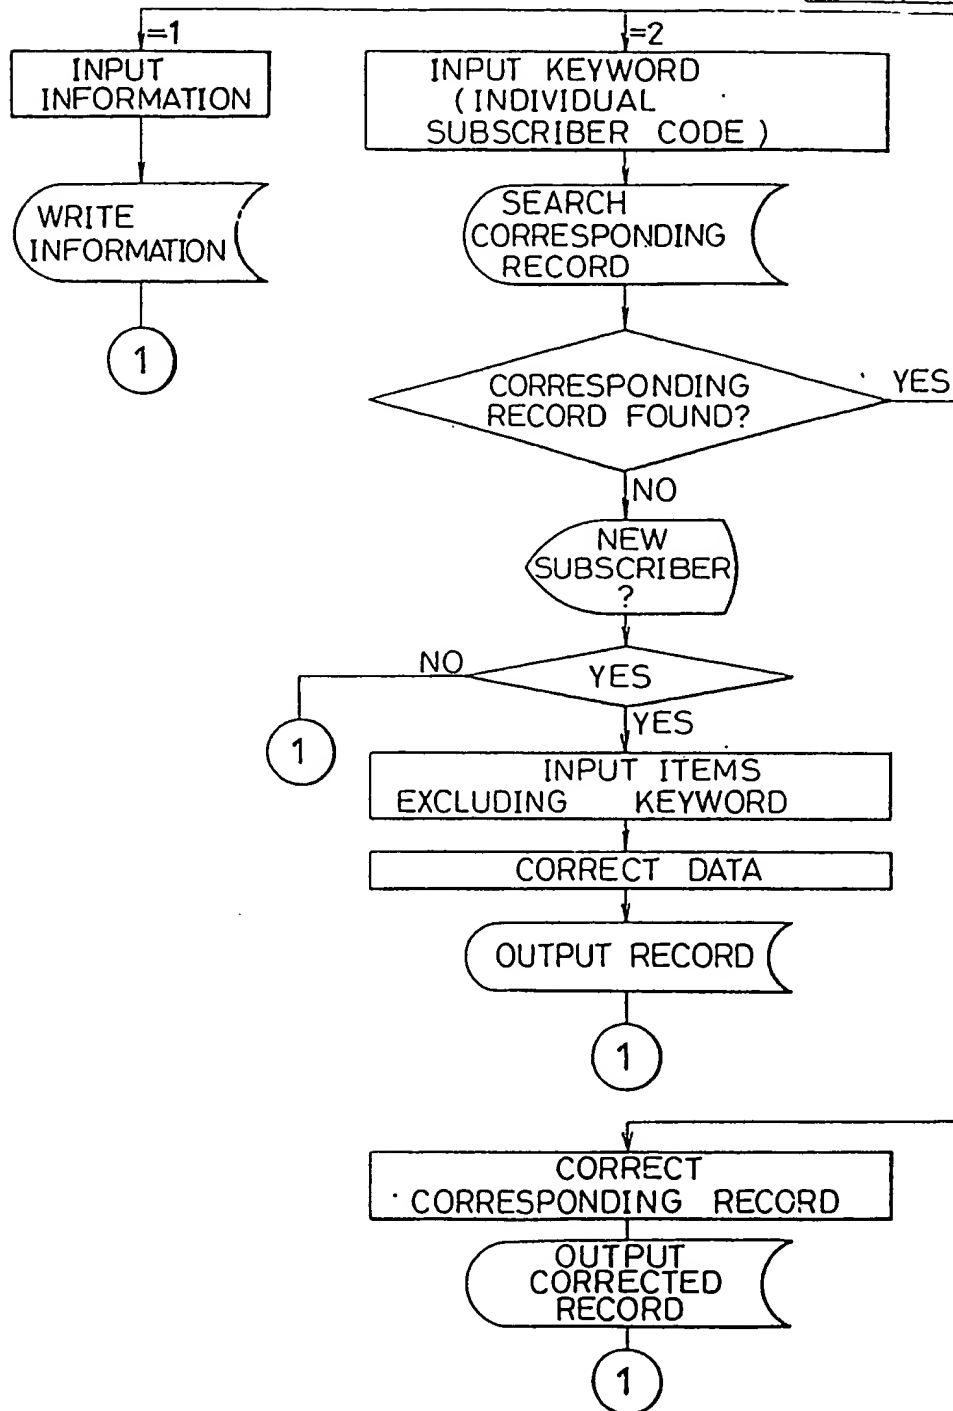 =1
INPUT
INFORMATION
WRITE
INFORMATION
1
=2
INPUT KEYWORD
(INDIVIDUAL
SUBSCRIBER CODE)
SEARCH
CORRESPONDING
RECORD
CORRESPONDING
RECORD FOUND?
YES
NO
NEW
SUBSCRIBER
?
YES
NO
1
YES
INPUT ITEMS
EXCLUDING KEYWORD
CORRECT DATA
OUTPUT RECORD
1
CORRECT
CORRESPONDING RECORD
OUTPUT
CORRECTED
RECORD
1